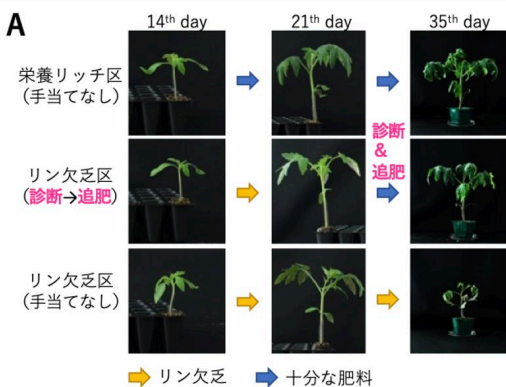 A
14th day
21th day
35th day
栄養リッチ区
(手当てなし)
リン欠乏区
(診断→追肥)
診断
&
追肥
リン欠乏区
(手当てなし)
リン欠乏
十分な肥料